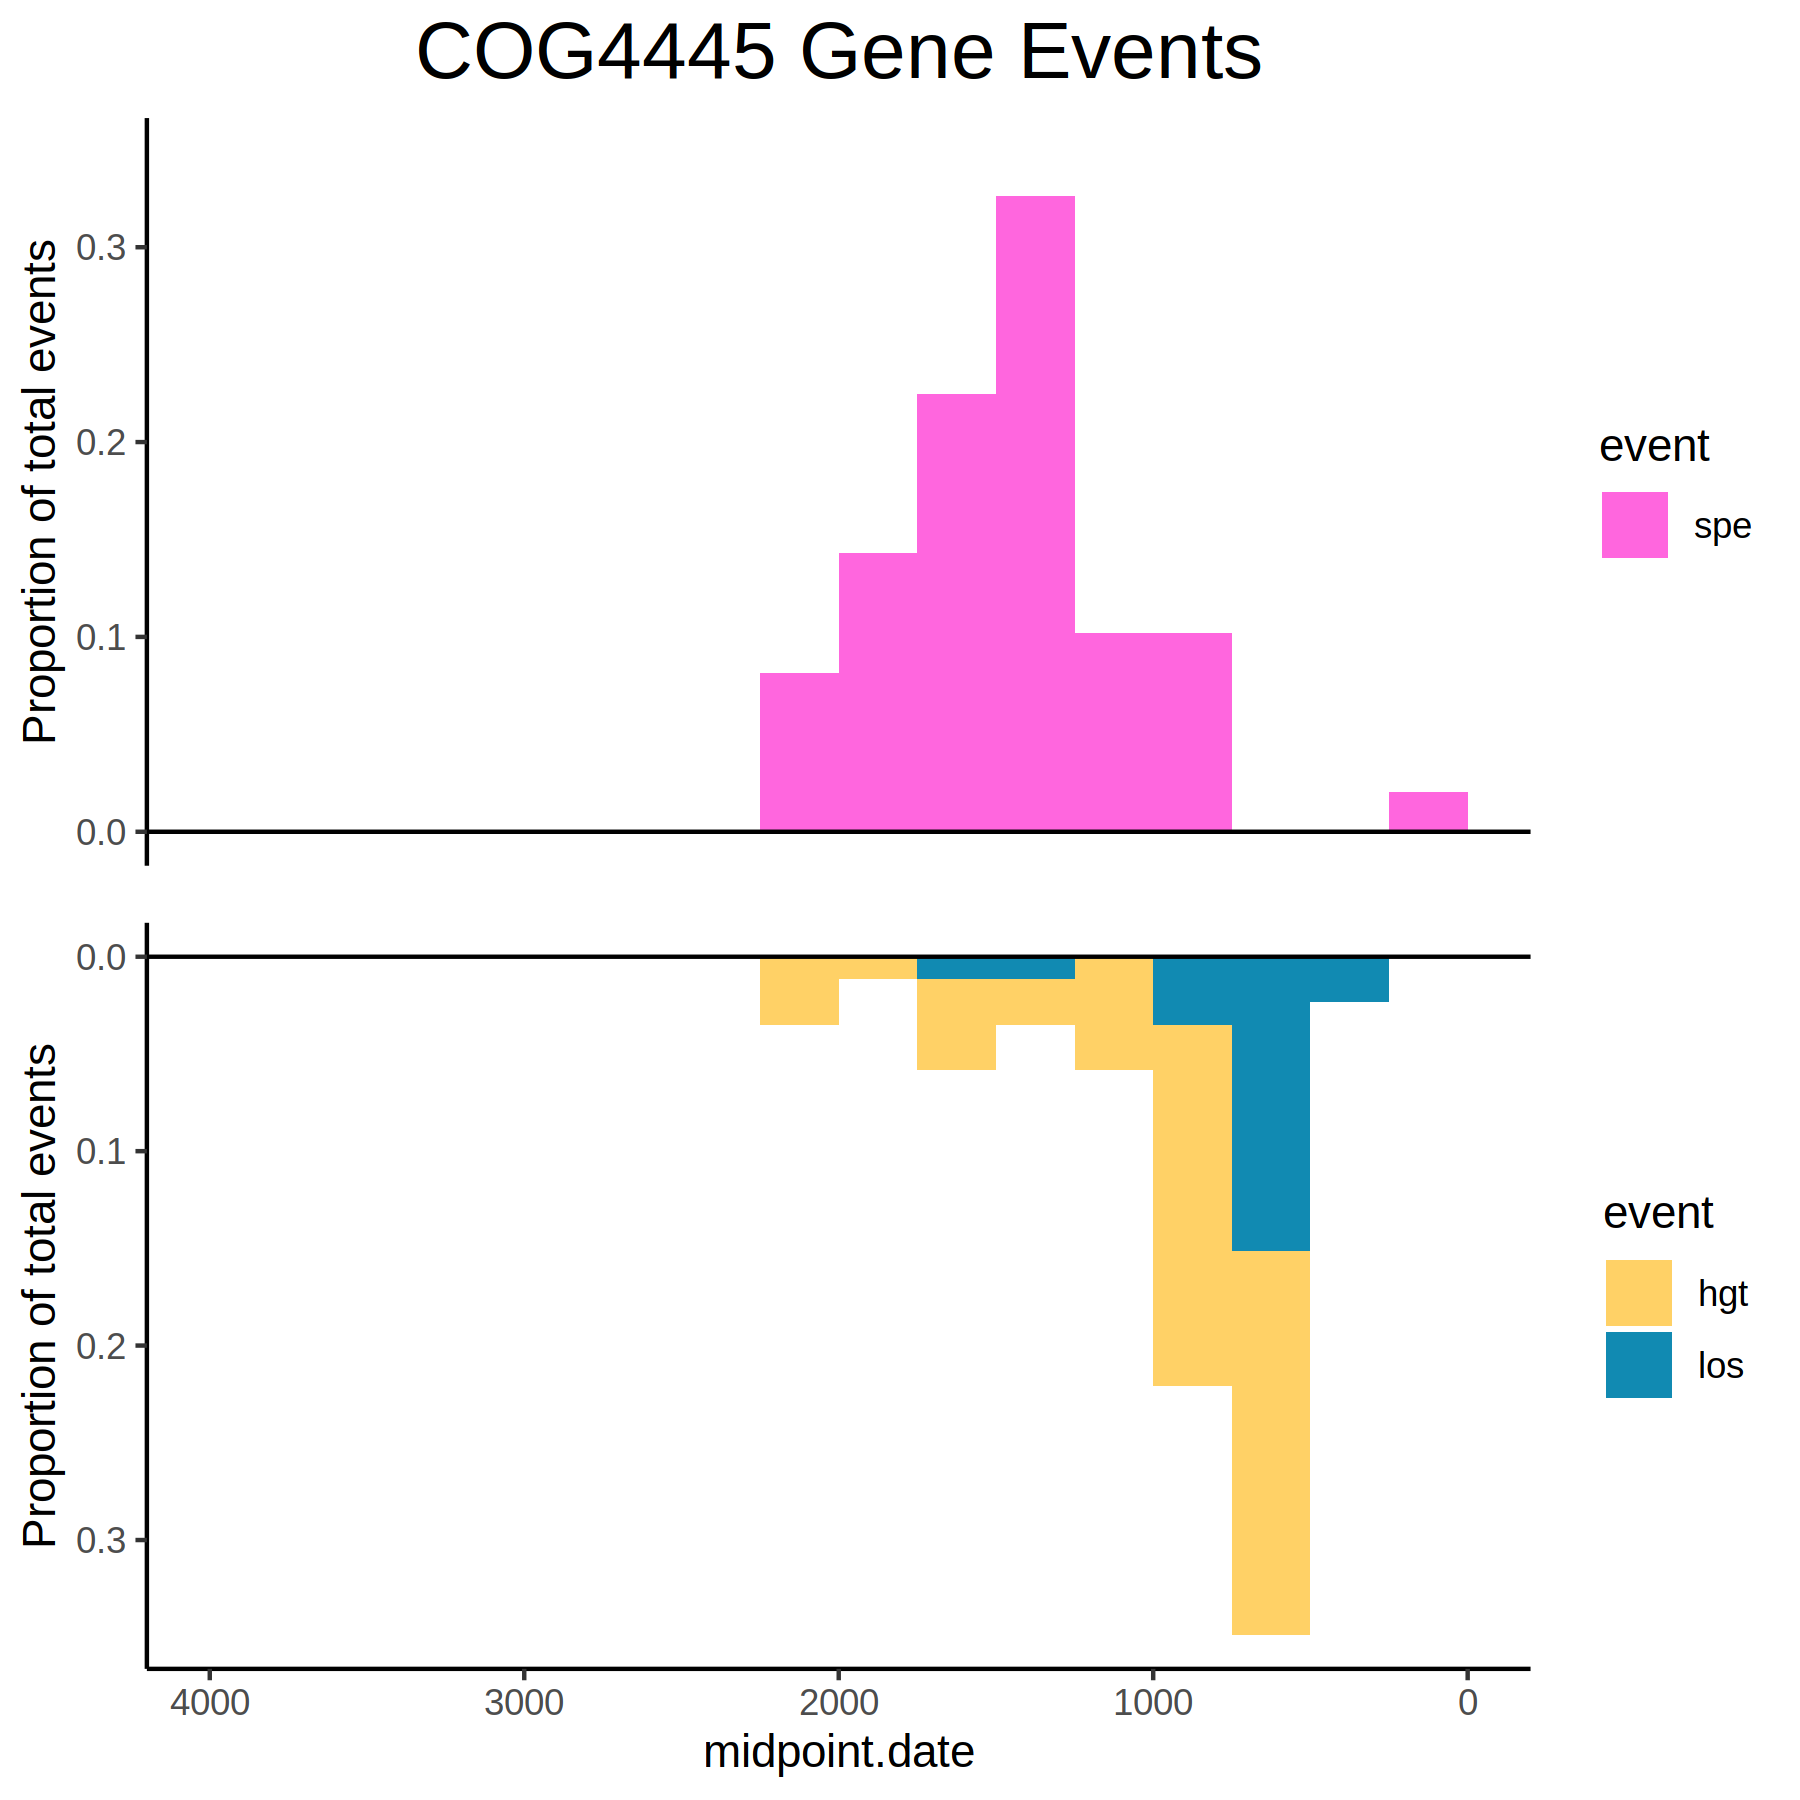 COG4445 Gene Events
Proportion of total events
0.3
0.2
0.1
0.0
event
spe
Proportion of total events
0.0
0.1
0.2
0.3
event
hgt
los
4000 3000 2000 1000 0
midpoint.date